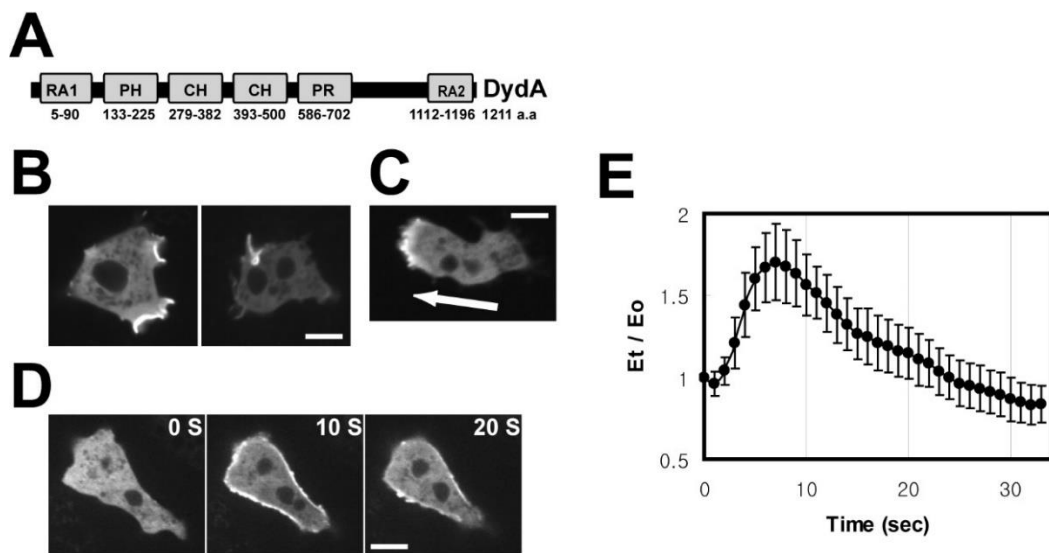 A
RA1 PH CH CH PR RA2 DydA
5-90 133-225 279-382 393-500 586-702 1112-1196 1211 a.a
B
C
D
0 S 10 S 20 S
E
2
1.5
1
0.5
Et / Eo
0 10 20 30
Time (sec)